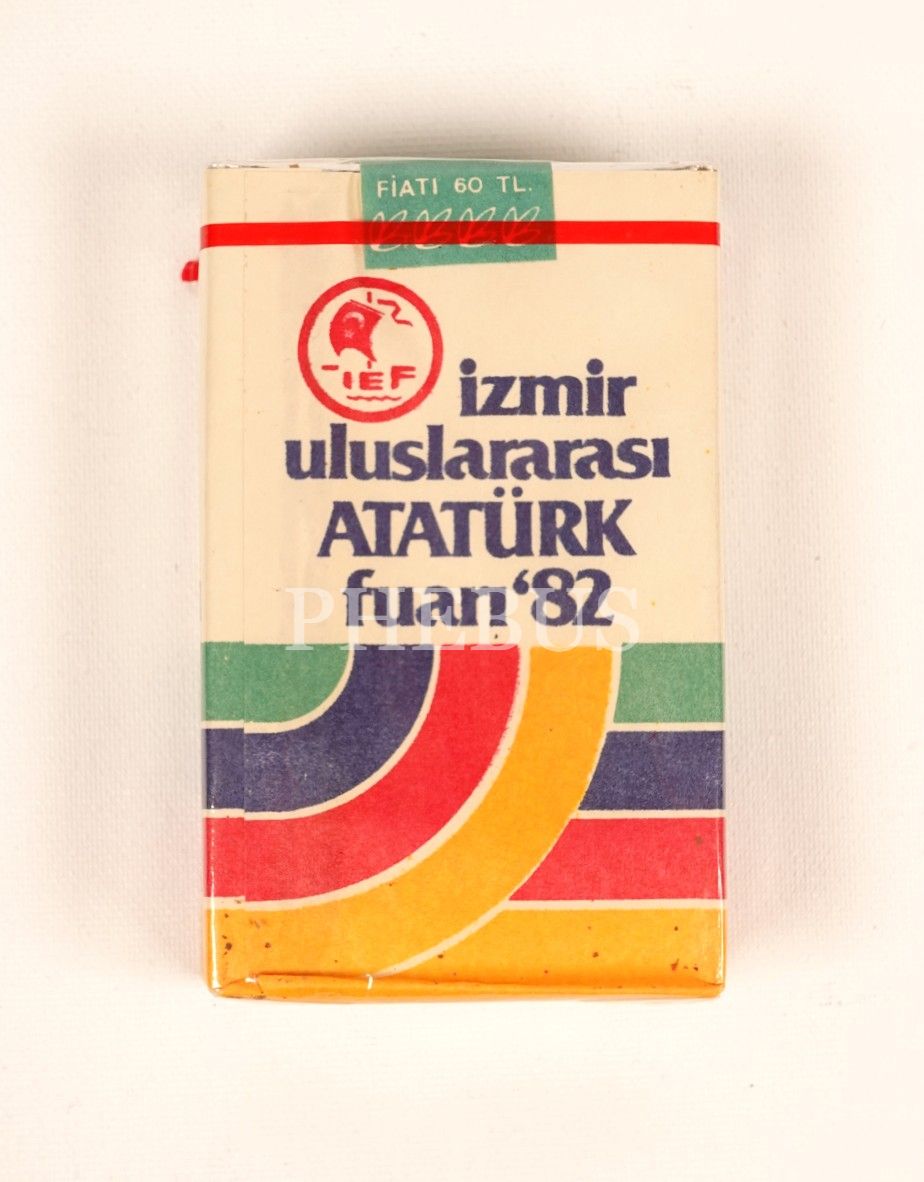 FİATI 60 TL.
İZ
IEF
izmir
uluslararası
ATATÜRK
fuarı '82
PHEBUS